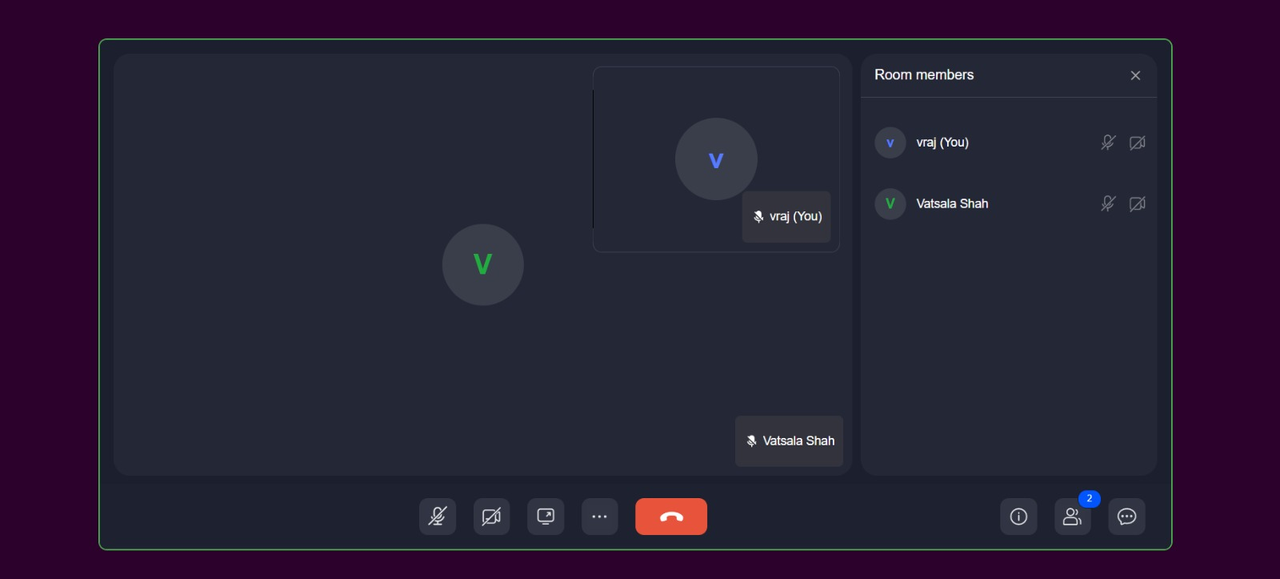 v
vraj (You)
V
Vatsala Shah
Room members
v
vraj (You)
V
Vatsala Shah
2